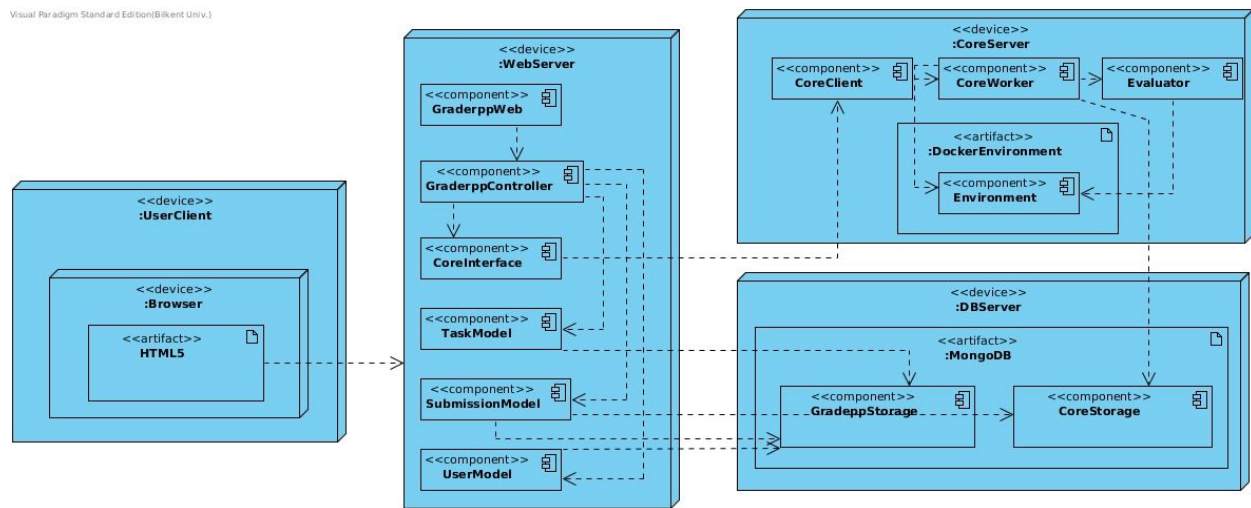 Visual Paradigm Standard Edition(Bilkent Univ.)
<<device>>
:UserClient
<<device>>
:Browser
<<artifact>>
HTML5
<<device>>
:WebServer
<<component>>
GraderppWeb
<<component>>
GraderppController
<<component>>
CoreInterface
<<component>>
TaskModel
<<component>>
SubmissionModel
<<component>>
UserModel
<<device>>
:CoreServer
<<component>>
CoreClient
<<component>>
CoreWorker
<<component>>
Evaluator
<<artifact>>
:DockerEnvironment
<<component>>
Environment
<<device>>
:DBServer
<<artifact>>
:MongoDB
<<component>>
GradeppStorage
<<component>>
CoreStorage